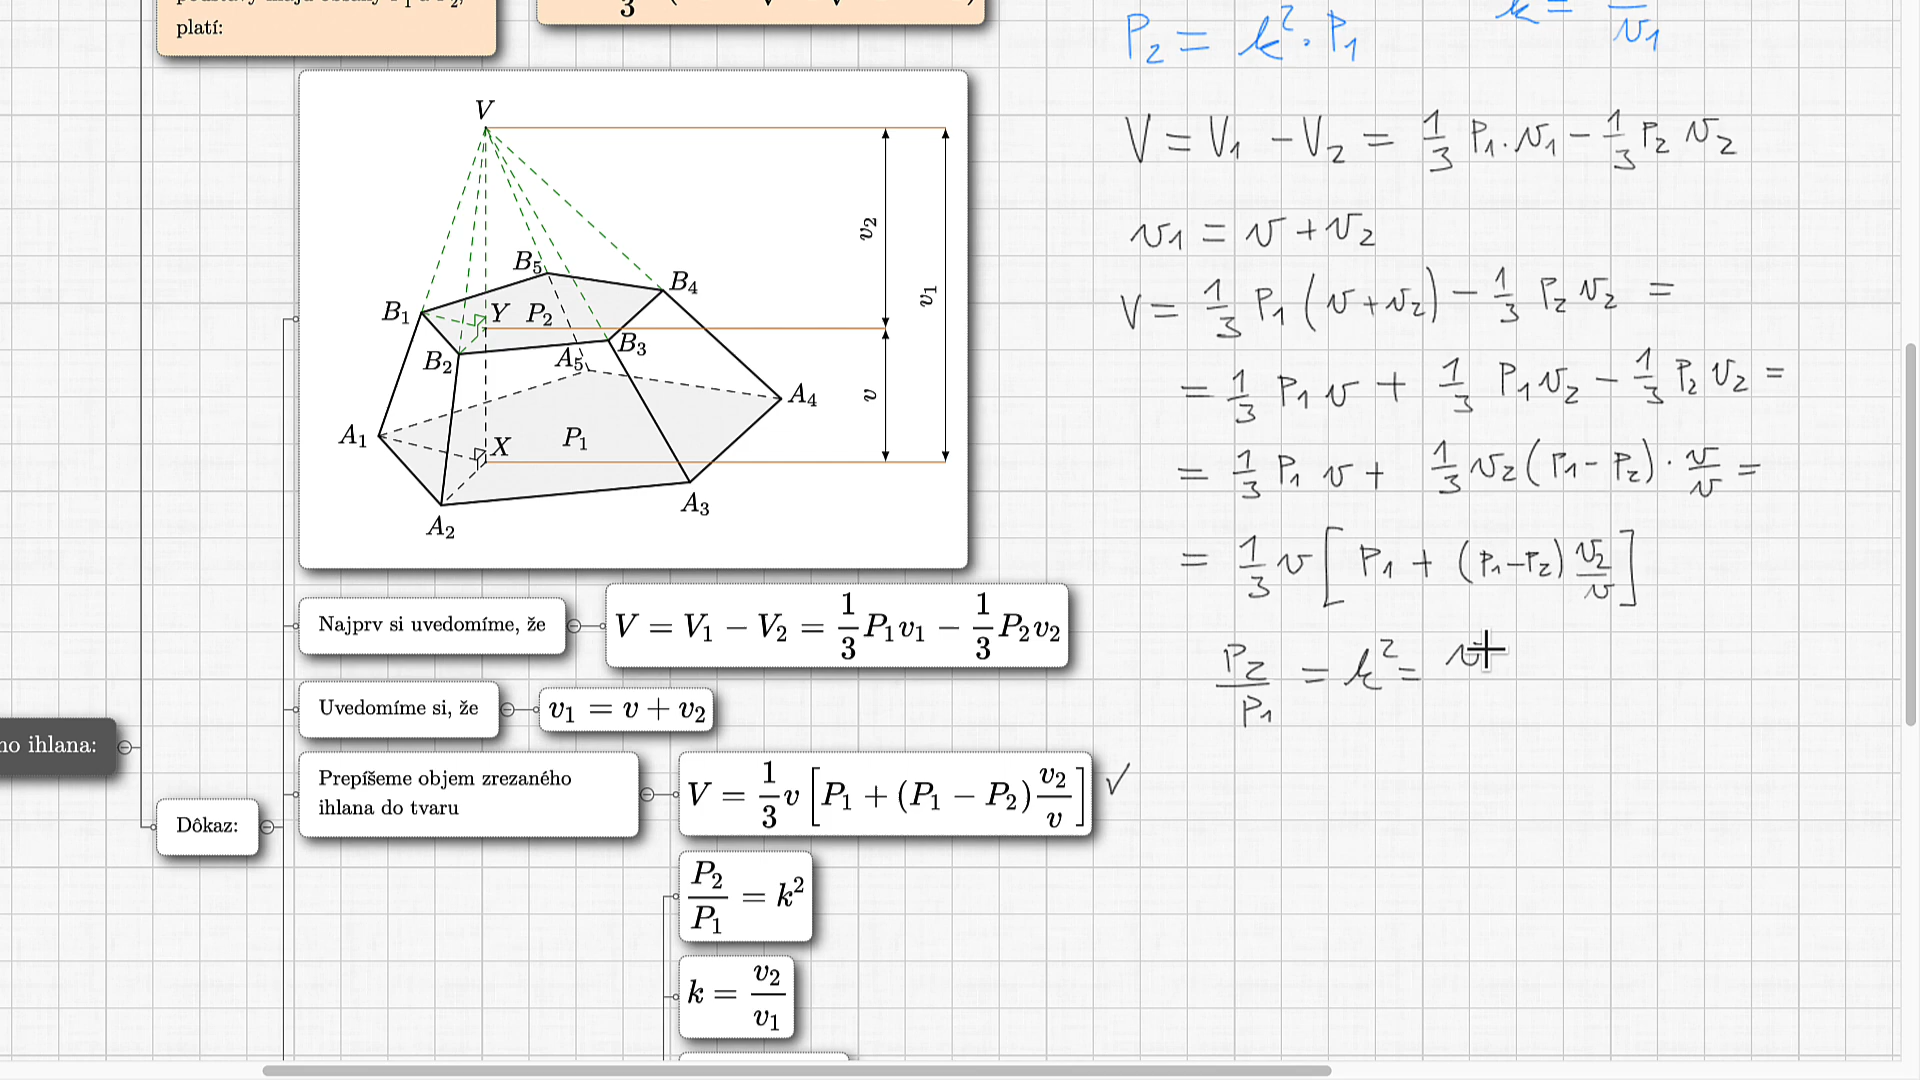 platí:
V
B₅
B₄
B₁
Y P₂
B₂
B₃
A₅
A₄
A₁
X
P₁
A₃
A₂
v₂
v₁
v
Najprv si uvedomíme, že
V = V₁ − V₂ = 1/3 P₁v₁ − 1/3 P₂v₂
Uvedomíme si, že
v₁ = v + v₂
Prepíšeme objem zrezaného
ihlana do tvaru
V = 1/3 v [P₁ + (P₁ − P₂) v₂/v] ✓
ihlana:
Dôkaz:
P₂/P₁ = k²
k = v₂/v₁
P₂ = k² · P₁
V = V₁ − V₂ = 1/3 P₁ · v₁ − 1/3 P₂ v₂
v₁ = v + v₂
V = 1/3 P₁ (v + v₂) − 1/3 P₂ v₂ =
= 1/3 P₁ v + 1/3 P₁ v₂ − 1/3 P₂ v₂ =
= 1/3 P₁ v + 1/3 v₂ (P₁ − P₂) · v/v =
= 1/3 v [P₁ + (P₁ − P₂) v₂/v]
P₂/P₁ = k² = v